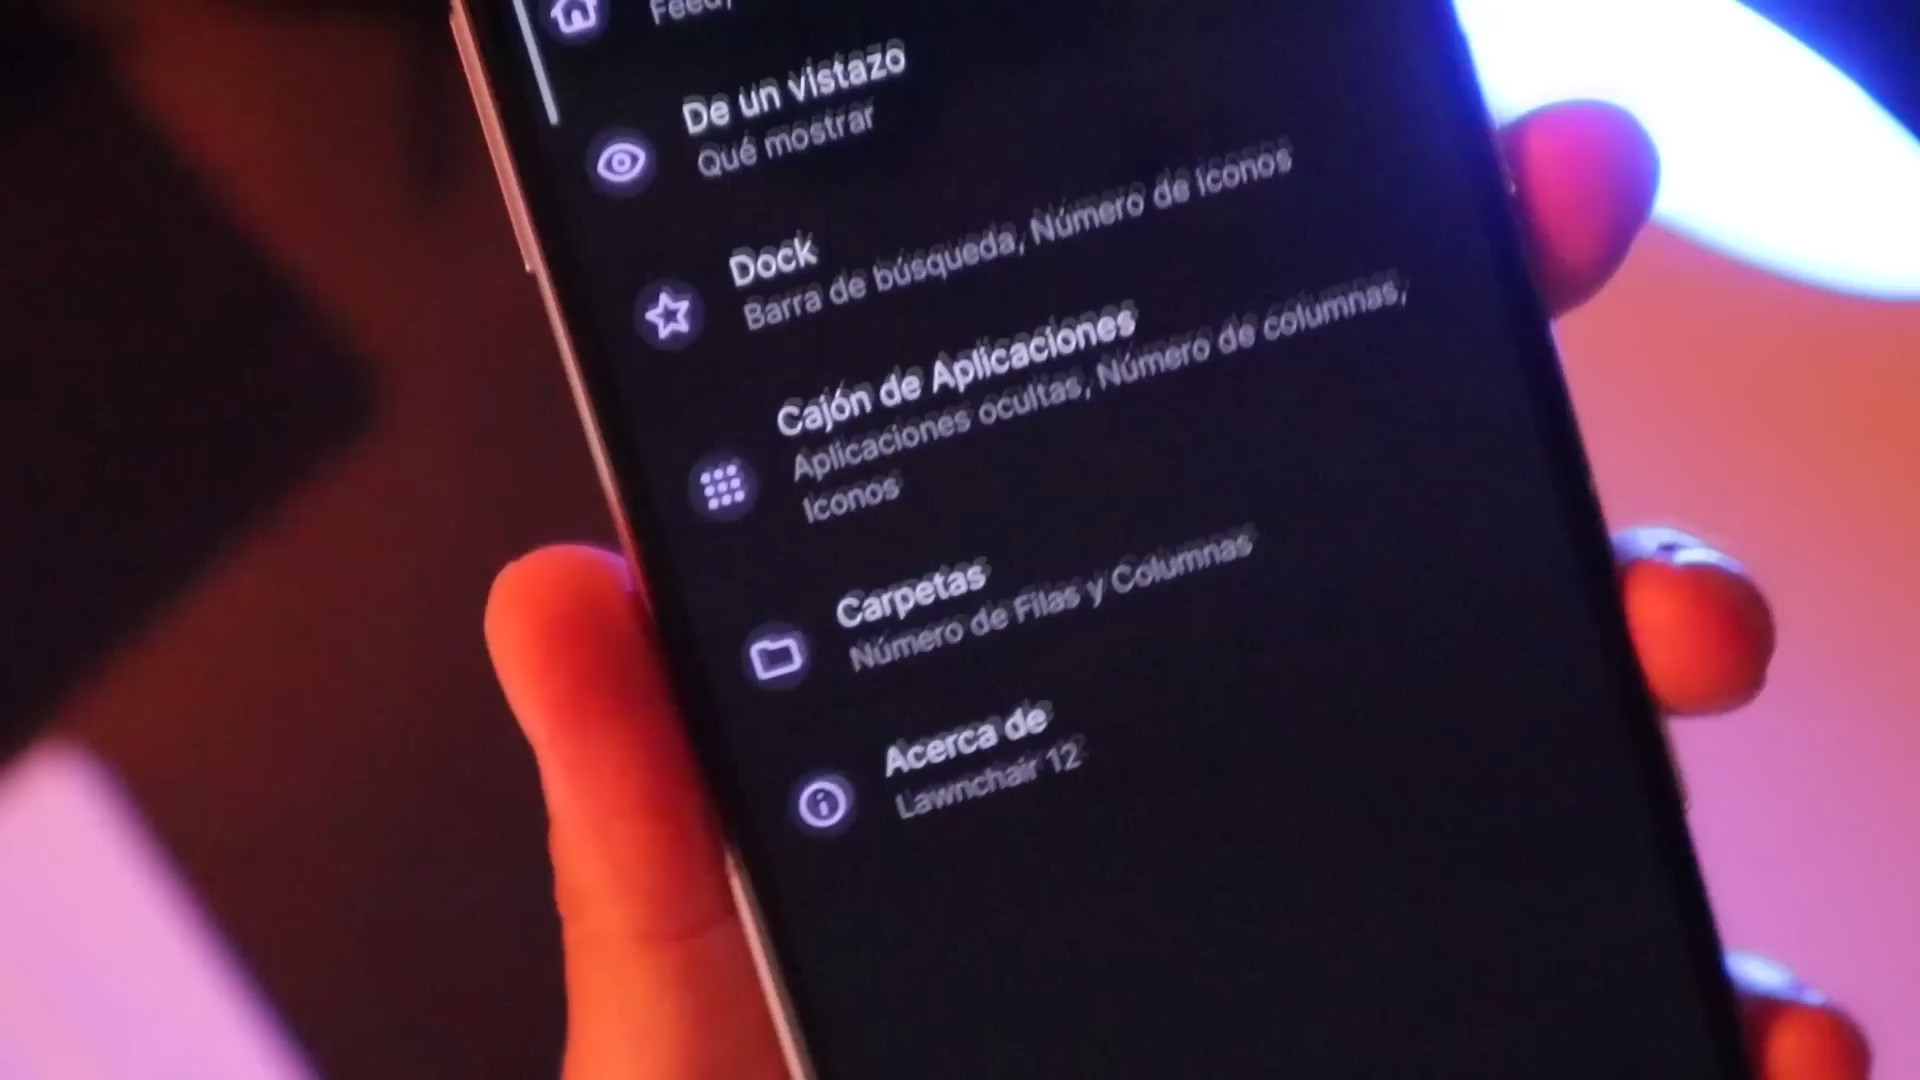 Feed,
De un vistazo
Qué mostrar
Dock
Barra de búsqueda, Número de Iconos
Cajón de Aplicaciones
Aplicaciones ocultas, Número de columnas,
Iconos
Carpetas
Número de Filas y Columnas
Acerca de
Lawnchair 12